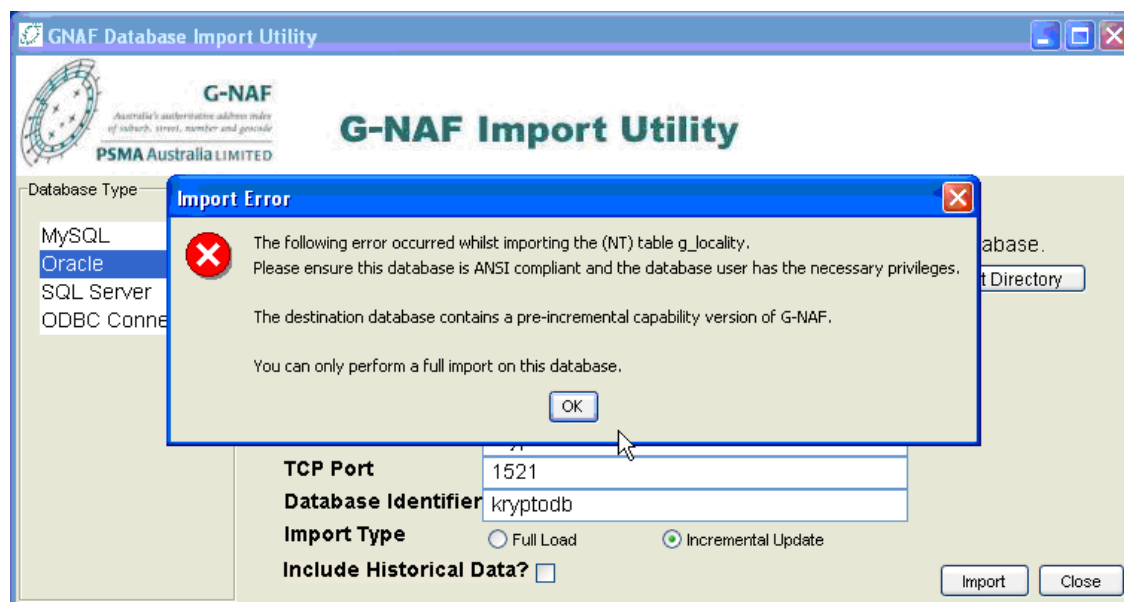 GNAF Database Import Utility
G-NAF
Australia's authoritative address index
of suburb, street, number and geocode
PSMA Australia LIMITED
G-NAF Import Utility
Database Type
MySQL
Oracle
SQL Server
ODBC Conne
abase.
t Directory
Import Error
The following error occurred whilst importing the (NT) table g_locality.
Please ensure this database is ANSI compliant and the database user has the necessary privileges.
The destination database contains a pre-incremental capability version of G-NAF.
You can only perform a full import on this database.
OK
TCP Port
1521
Database Identifier
kryptodb
Import Type
Full Load
Incremental Update
Include Historical Data?
Import
Close